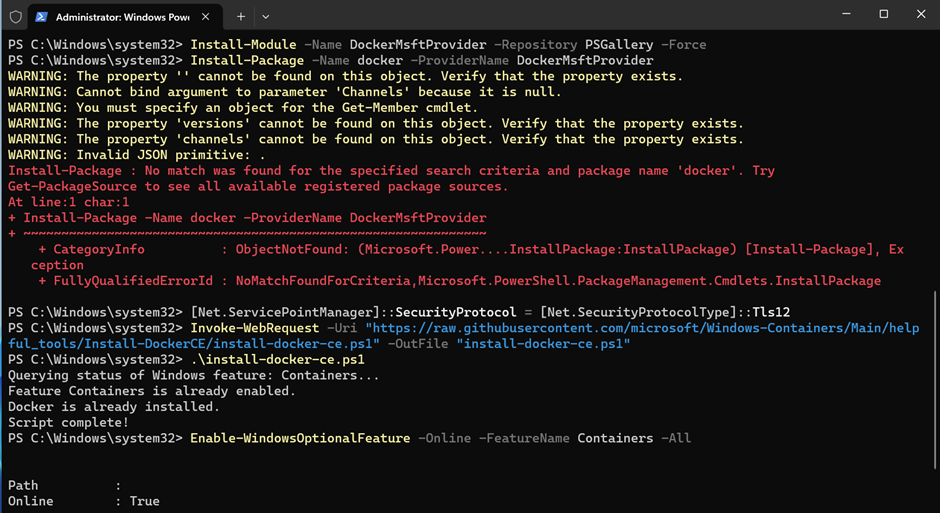 Administrator: Windows Pow
PS C:\Windows\system32> Install-Module -Name DockerMsftProvider -Repository PSGallery -Force
PS C:\Windows\system32> Install-Package -Name docker -ProviderName DockerMsftProvider
WARNING: The property '' cannot be found on this object. Verify that the property exists.
WARNING: Cannot bind argument to parameter 'Channels' because it is null.
WARNING: You must specify an object for the Get-Member cmdlet.
WARNING: The property 'versions' cannot be found on this object. Verify that the property exists.
WARNING: The property 'channels' cannot be found on this object. Verify that the property exists.
WARNING: Invalid JSON primitive: .
Install-Package : No match was found for the specified search criteria and package name 'docker'. Try
Get-PackageSource to see all available registered package sources.
At line:1 char:1
+ Install-Package -Name docker -ProviderName DockerMsftProvider
+ ~~~~~~~~~~~~~~~~~~~~~~~~~~~~~~~~~~~~~~~~~~~~~~~~~~~~~~~~~~~~~
    + CategoryInfo          : ObjectNotFound: (Microsoft.Power....InstallPackage:InstallPackage) [Install-Package], Ex
   ception
    + FullyQualifiedErrorId : NoMatchFoundForCriteria,Microsoft.PowerShell.PackageManagement.Cmdlets.InstallPackage
PS C:\Windows\system32> [Net.ServicePointManager]::SecurityProtocol = [Net.SecurityProtocolType]::Tls12
PS C:\Windows\system32> Invoke-WebRequest -Uri "https://raw.githubusercontent.com/microsoft/Windows-Containers/Main/help
ful_tools/Install-DockerCE/install-docker-ce.ps1" -OutFile "install-docker-ce.ps1"
PS C:\Windows\system32> .\install-docker-ce.ps1
Querying status of Windows feature: Containers...
Feature Containers is already enabled.
Docker is already installed.
Script complete!
PS C:\Windows\system32> Enable-WindowsOptionalFeature -Online -FeatureName Containers -All
Path          :
Online        : True